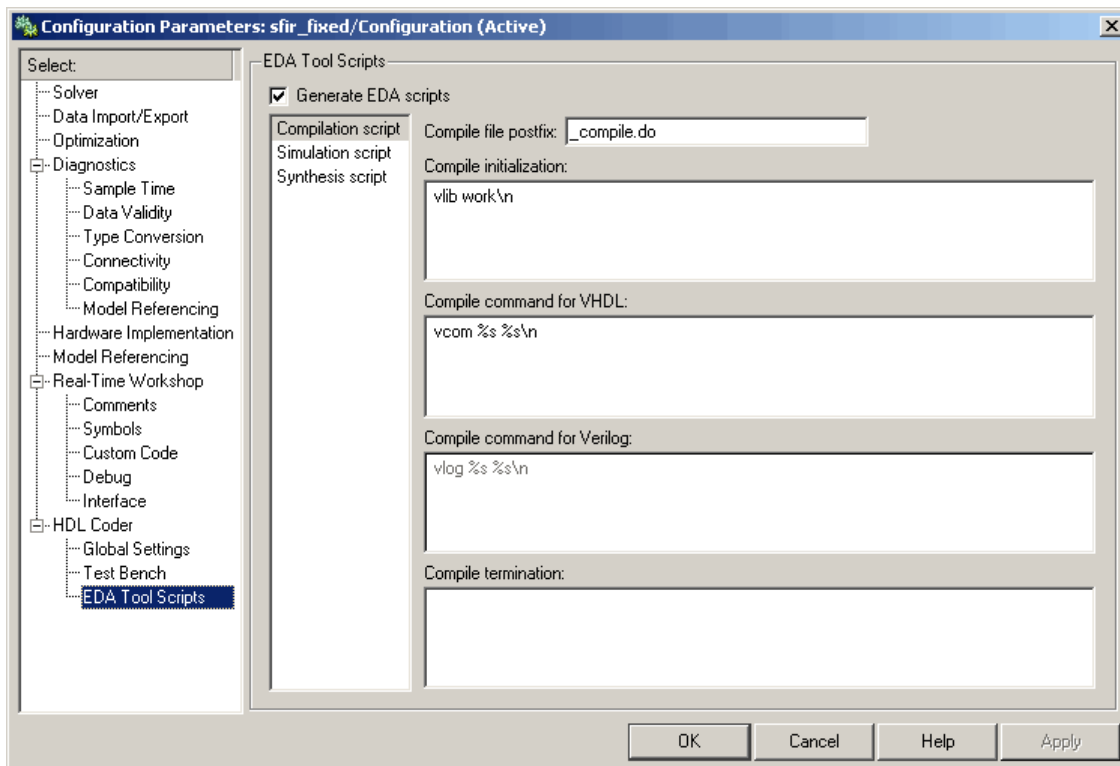 Configuration Parameters: sfir_fixed/Configuration (Active)
Select:
Solver
Data Import/Export
Optimization
Diagnostics
Sample Time
Data Validity
Type Conversion
Connectivity
Compatibility
Model Referencing
Hardware Implementation
Model Referencing
Real-Time Workshop
Comments
Symbols
Custom Code
Debug
Interface
HDL Coder
Global Settings
Test Bench
EDA Tool Scripts
EDA Tool Scripts
Generate EDA scripts
Compilation script
Simulation script
Synthesis script
Compile file postfix: _compile.do
Compile initialization:
vlib work\n
Compile command for VHDL:
vcom %s %s\n
Compile command for Verilog:
vlog %s %s\n
Compile termination:
OK
Cancel
Help
Apply